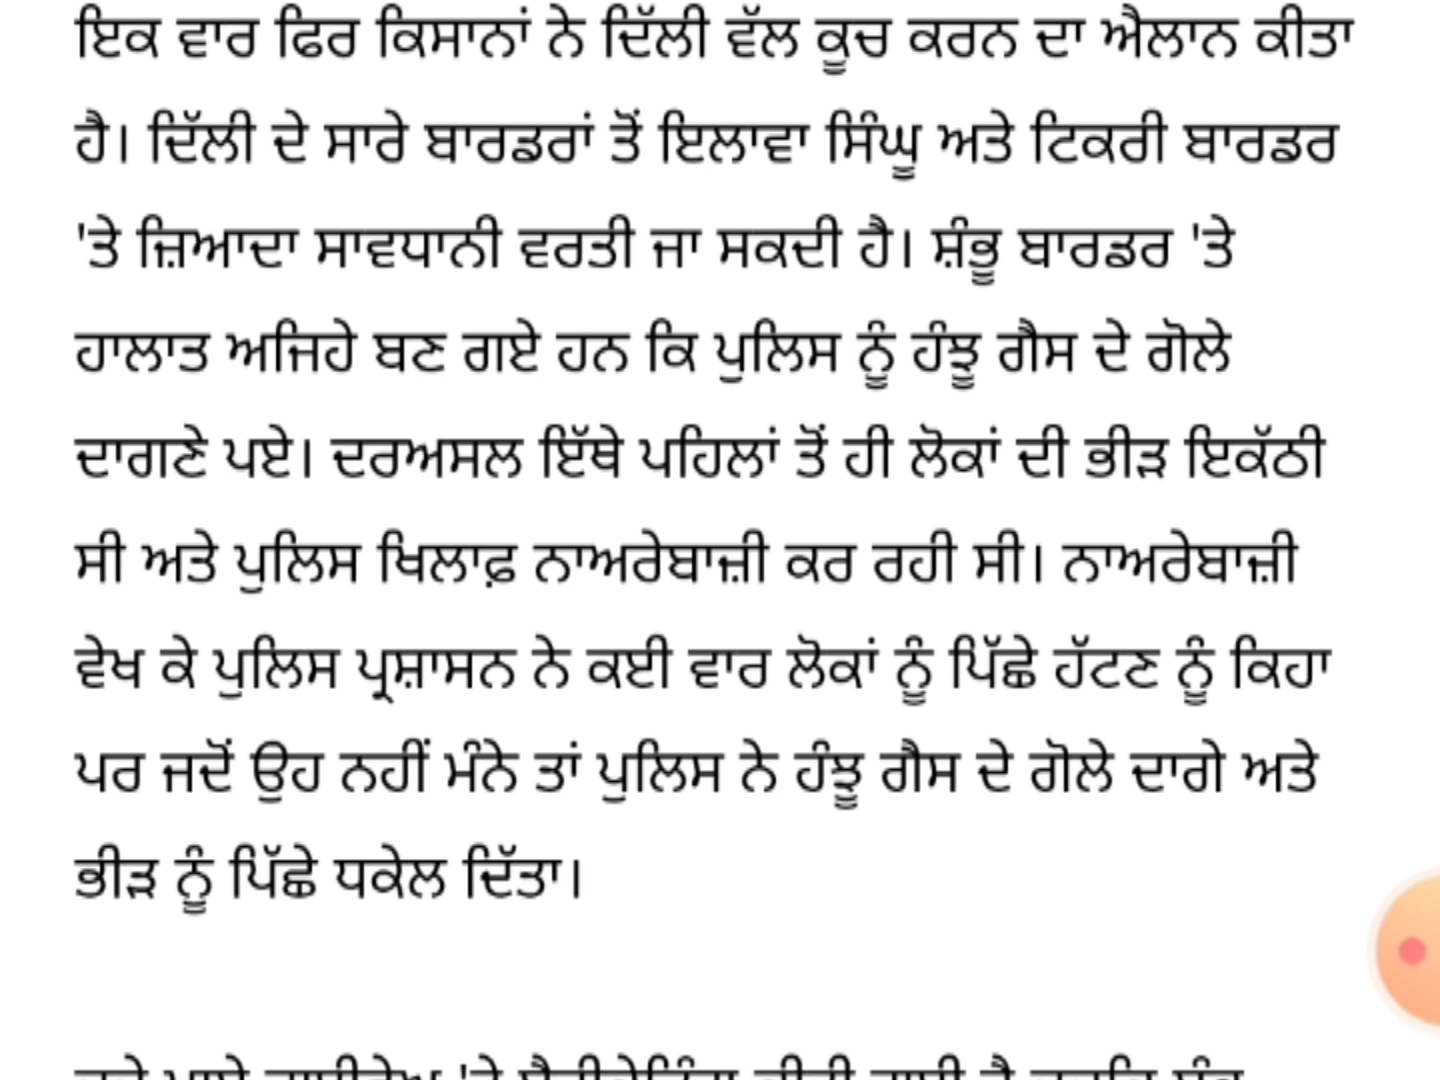 ਇਕ ਵਾਰ ਫਿਰ ਕਿਸਾਨਾਂ ਨੇ ਦਿੱਲੀ ਵੱਲ ਕੂਚ ਕਰਨ ਦਾ ਐਲਾਨ ਕੀਤਾ
ਹੈ। ਦਿੱਲੀ ਦੇ ਸਾਰੇ ਬਾਰਡਰਾਂ ਤੋਂ ਇਲਾਵਾ ਸਿੰਘੂ ਅਤੇ ਟਿਕਰੀ ਬਾਰਡਰ
'ਤੇ ਜ਼ਿਆਦਾ ਸਾਵਧਾਨੀ ਵਰਤੀ ਜਾ ਸਕਦੀ ਹੈ। ਸ਼ੰਭੂ ਬਾਰਡਰ 'ਤੇ
ਹਾਲਾਤ ਅਜਿਹੇ ਬਣ ਗਏ ਹਨ ਕਿ ਪੁਲਿਸ ਨੂੰ ਹੰਝੂ ਗੈਸ ਦੇ ਗੋਲੇ
ਦਾਗਣੇ ਪਏ। ਦਰਅਸਲ ਇੱਥੇ ਪਹਿਲਾਂ ਤੋਂ ਹੀ ਲੋਕਾਂ ਦੀ ਭੀੜ ਇਕੱਠੀ
ਸੀ ਅਤੇ ਪੁਲਿਸ ਖਿਲਾਫ਼ ਨਾਅਰੇਬਾਜ਼ੀ ਕਰ ਰਹੀ ਸੀ। ਨਾਅਰੇਬਾਜ਼ੀ
ਵੇਖ ਕੇ ਪੁਲਿਸ ਪ੍ਰਸ਼ਾਸਨ ਨੇ ਕਈ ਵਾਰ ਲੋਕਾਂ ਨੂੰ ਪਿੱਛੇ ਹੱਟਣ ਨੂੰ ਕਿਹਾ
ਪਰ ਜਦੋਂ ਉਹ ਨਹੀਂ ਮੰਨੇ ਤਾਂ ਪੁਲਿਸ ਨੇ ਹੰਝੂ ਗੈਸ ਦੇ ਗੋਲੇ ਦਾਗੇ ਅਤੇ
ਭੀੜ ਨੂੰ ਪਿੱਛੇ ਧਕੇਲ ਦਿੱਤਾ।